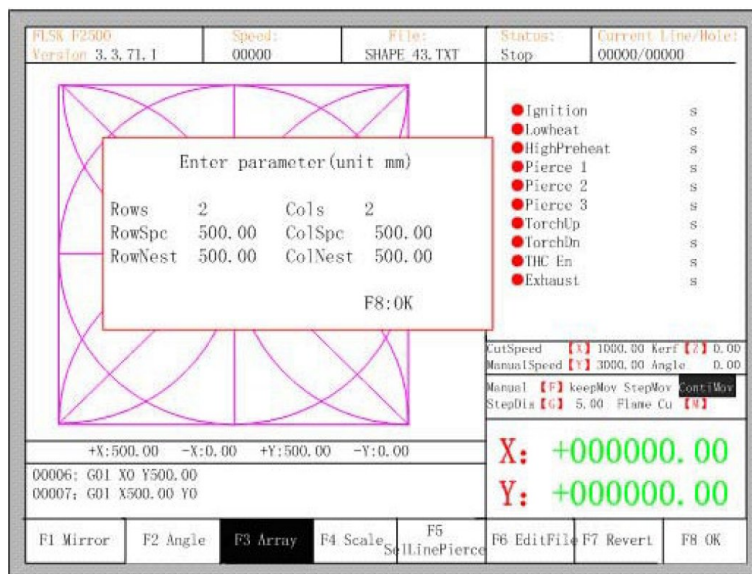 FLSK F2500
Version 3.3.71.1
Speed:
00000
File:
SHAPE 43.TXT
Status:
Stop
Current Line/Hole:
00000/00000
Enter parameter(unit mm)
Rows 2 Cols 2
RowSpc 500.00 ColSpc 500.00
RowNest 500.00 ColNest 500.00
F8:OK
Ignition s
Lowheat s
HighPreheat s
Pierce 1 s
Pierce 2 s
Pierce 3 s
TorchUp s
TorchDn s
THC En s
Exhaust s
CutSpeed 【X】 1000.00 Kerf 【Z】 0.00
ManualSpeed 【Y】 3000.00 Angle 0.00
Manual 【F】 keepMov StepMov ContiMov
StepDis 【G】 5.00 Flame Cu 【M】
+X:500.00 -X:0.00 +Y:500.00 -Y:0.00
00006: G01 X0 Y500.00
00007: G01 X500.00 Y0
X: +000000.00
Y: +000000.00
F1 Mirror
F2 Angle
F3 Array
F4 Scale
F5
SelLinePierce
F6 EditFile
F7 Revert
F8 OK